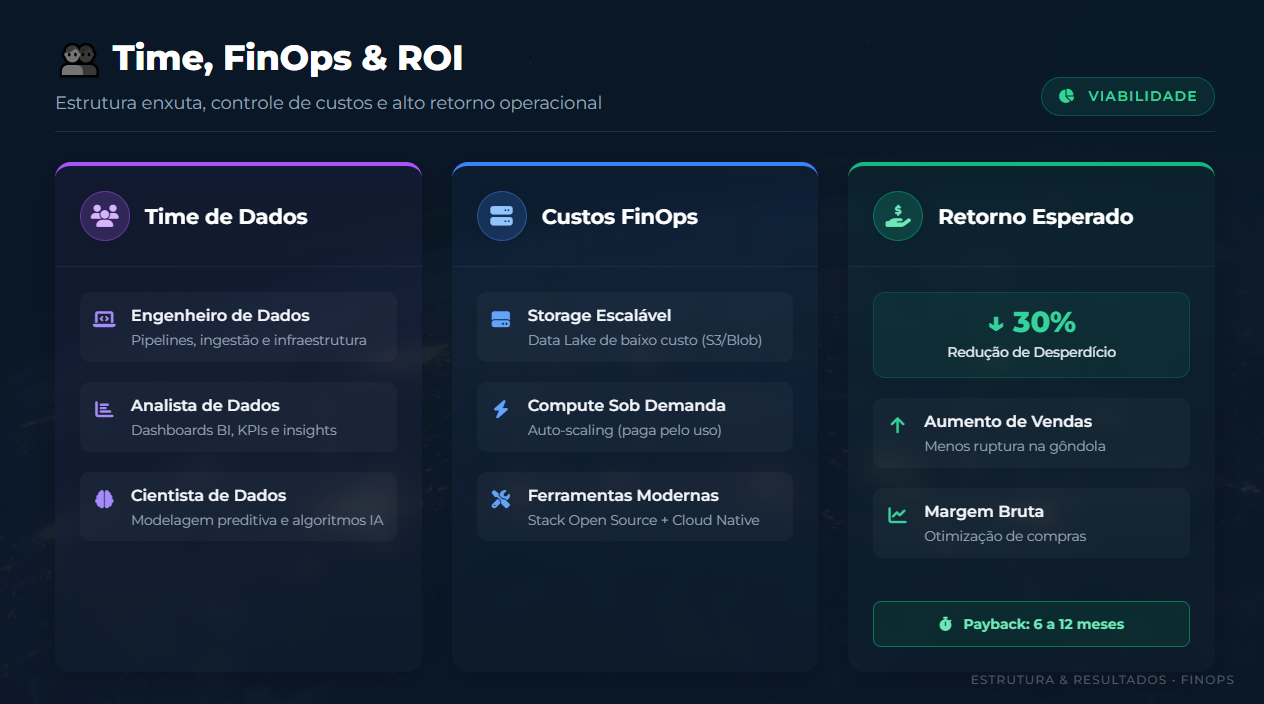 Time, FinOps & ROI
Estrutura enxuta, controle de custos e alto retorno operacional
VIABILIDADE
Time de Dados
Engenheiro de Dados
Pipelines, ingestão e infraestrutura
Analista de Dados
Dashboards BI, KPIs e insights
Cientista de Dados
Modelagem preditiva e algoritmos IA
Custos FinOps
Storage Escalável
Data Lake de baixo custo (S3/Blob)
Compute Sob Demanda
Auto-scaling (paga pelo uso)
Ferramentas Modernas
Stack Open Source + Cloud Native
Retorno Esperado
↓ 30%
Redução de Desperdício
Aumento de Vendas
Menos ruptura na gôndola
Margem Bruta
Otimização de compras
Payback: 6 a 12 meses
ESTRUTURA & RESULTADOS • FINOPS